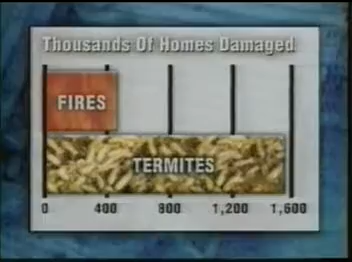 Thousands Of Homes Damaged
FIRES
TERMITES
0 400 800 1,200 1,600